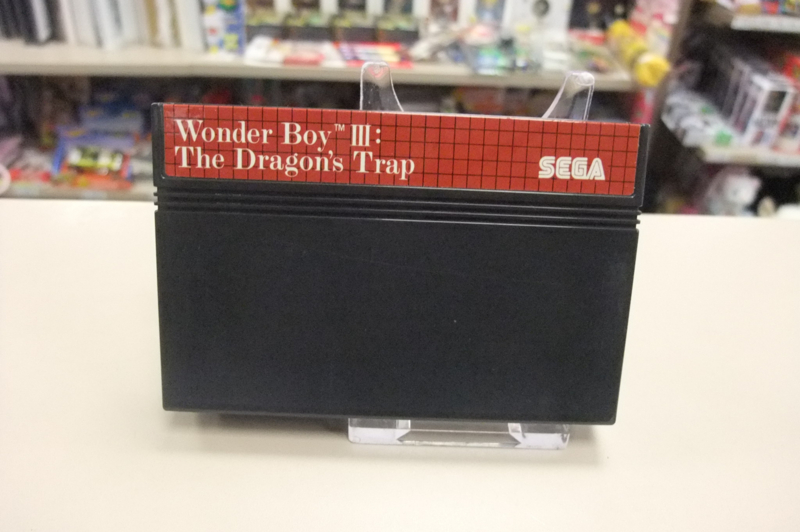 Wonder Boy™ III:
The Dragon's Trap
SEGA